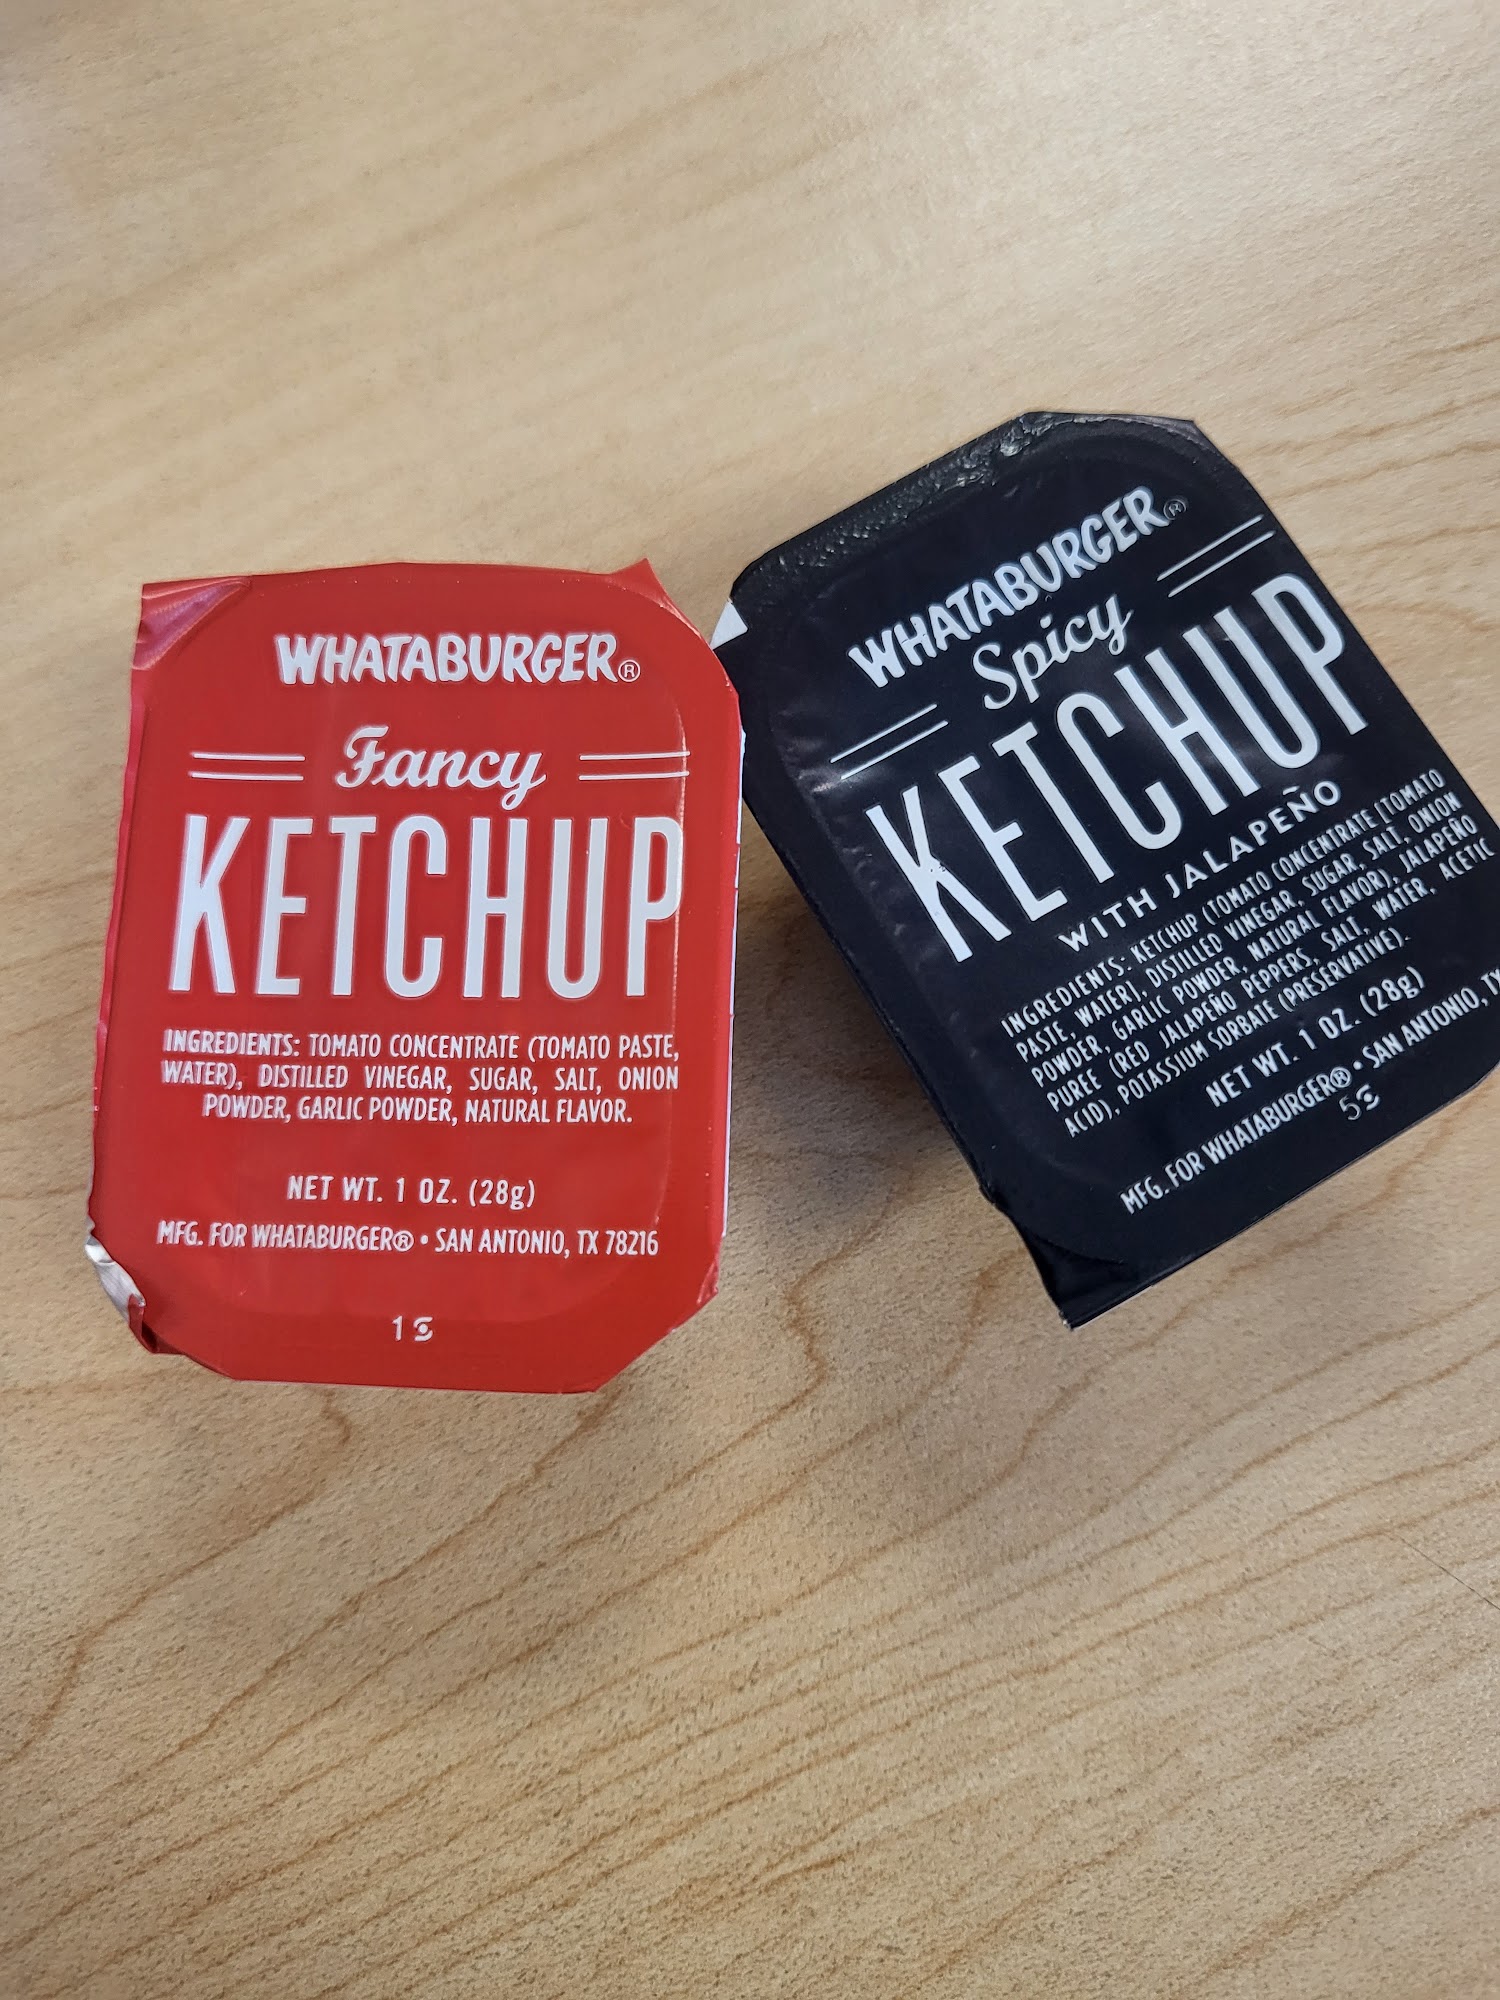 WHATABURGER®
Fancy
KETCHUP
INGREDIENTS: TOMATO CONCENTRATE (TOMATO PASTE,
WATER), DISTILLED VINEGAR, SUGAR, SALT, ONION
POWDER, GARLIC POWDER, NATURAL FLAVOR.
NET WT. 1 OZ. (28g)
MFG. FOR WHATABURGER® • SAN ANTONIO, TX 78216
1
WHATABURGER®
Spicy
KETCHUP
WITH JALAPEÑO
INGREDIENTS: KETCHUP (TOMATO CONCENTRATE [TOMATO
PASTE, WATER], DISTILLED VINEGAR, SUGAR, SALT, ONION
POWDER, GARLIC POWDER, NATURAL FLAVOR), JALAPEÑO
PUREE (RED JALAPEÑO PEPPERS, SALT, WATER, ACETIC
ACID), POTASSIUM SORBATE (PRESERVATIVE).
NET WT. 1 OZ. (28g)
MFG. FOR WHATABURGER® • SAN ANTONIO, TX
5